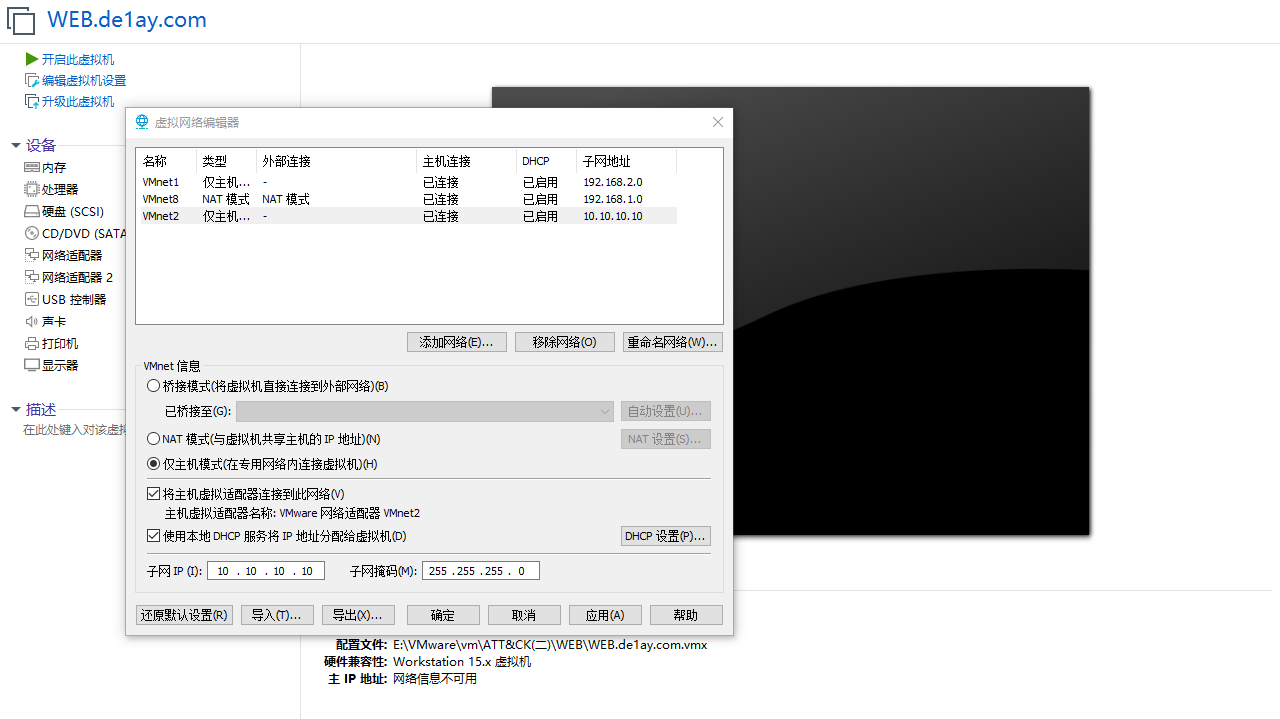 WEB.de1ay.com
开启此虚拟机
编辑虚拟机设置
升级此虚拟机
设备
内存
处理器
硬盘 (SCSI)
CD/DVD (SATA
网络适配器
网络适配器 2
USB 控制器
声卡
打印机
显示器
描述
在此处键入对该虚拟
虚拟网络编辑器
名称 类型 外部连接 主机连接 DHCP 子网地址
VMnet1 仅主机... - 已连接 已启用 192.168.2.0
VMnet8 NAT 模式 NAT 模式 已连接 已启用 192.168.1.0
VMnet2 仅主机... - 已连接 已启用 10.10.10.10
添加网络(E)... 移除网络(O) 重命名网络(W)...
VMnet 信息
桥接模式(将虚拟机直接连接到外部网络)(B)
已桥接至(G): 自动设置(U)...
NAT 模式(与虚拟机共享主机的 IP 地址)(N) NAT 设置(S)...
仅主机模式(在专用网络内连接虚拟机)(H)
将主机虚拟适配器连接到此网络(V)
主机虚拟适配器名称: VMware 网络适配器 VMnet2
使用本地 DHCP 服务将 IP 地址分配给虚拟机(D) DHCP 设置(P)...
子网 IP (I): 10 . 10 . 10 . 10 子网掩码(M): 255 .255 .255 . 0
还原默认设置(R) 导入(T)... 导出(X)... 确定 取消 应用(A) 帮助
配置文件: E:\VMware\vm\ATT&CK(二)\WEB\WEB.de1ay.com.vmx
硬件兼容性: Workstation 15.x 虚拟机
主 IP 地址: 网络信息不可用